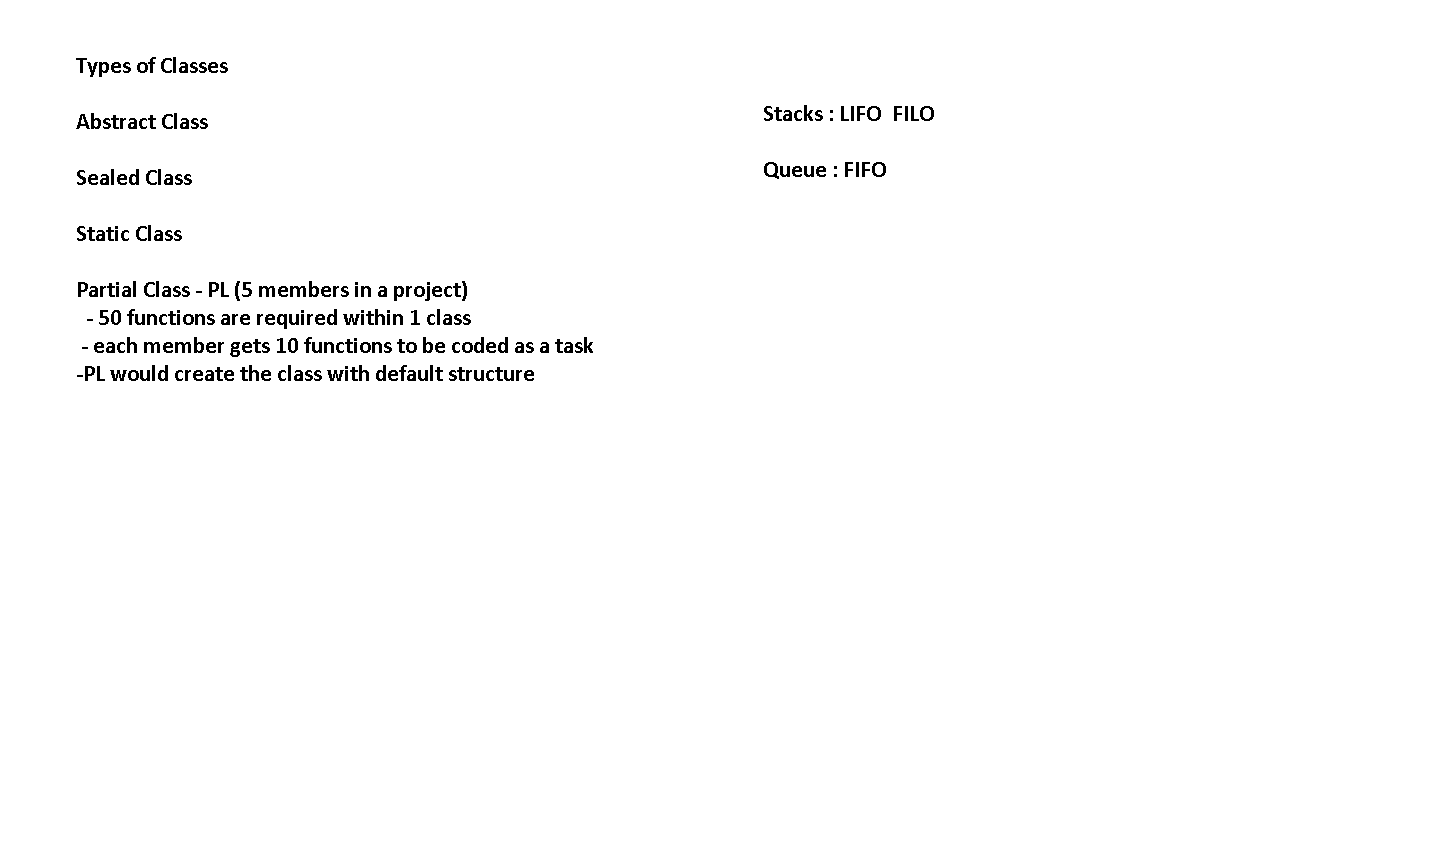 Types of Classes
Abstract Class
Sealed Class
Static Class
Partial Class - PL (5 members in a project)
- 50 functions are required within 1 class
- each member gets 10 functions to be coded as a task
-PL would create the class with default structure
Stacks : LIFO  FILO
Queue : FIFO